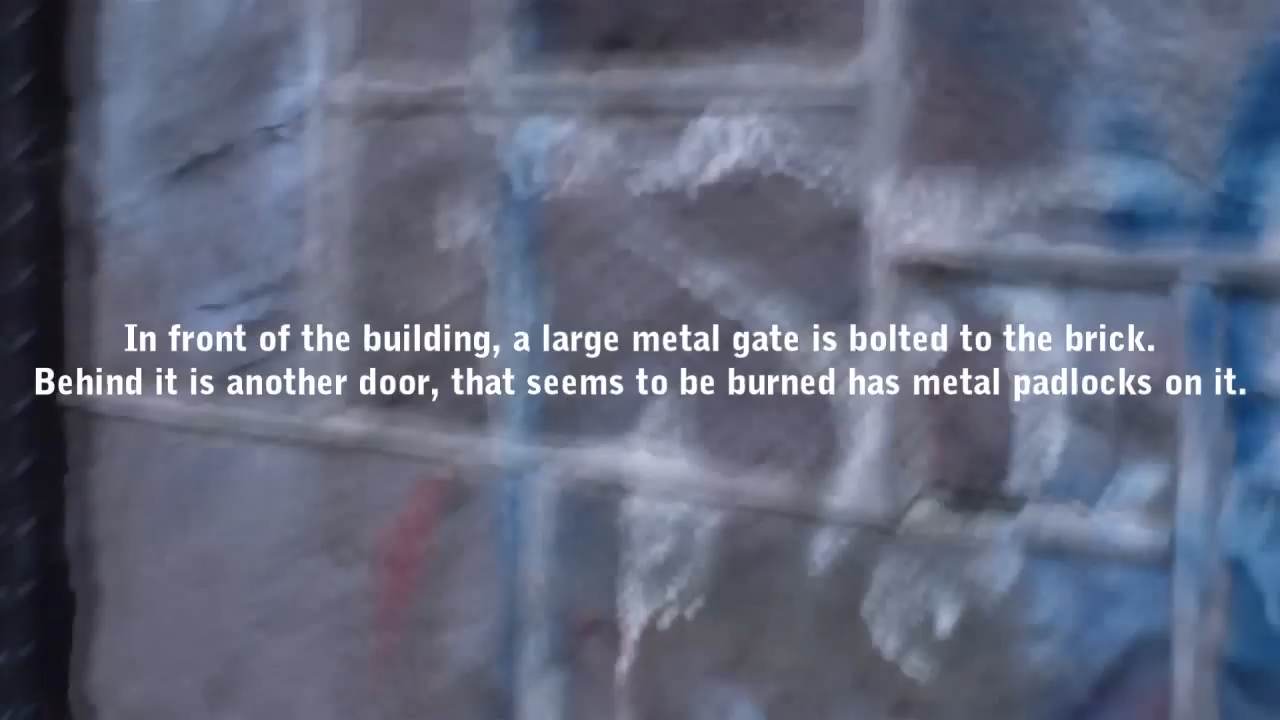 In front of the building, a large metal gate is bolted to the brick.
Behind it is another door, that seems to be burned has metal padlocks on it.